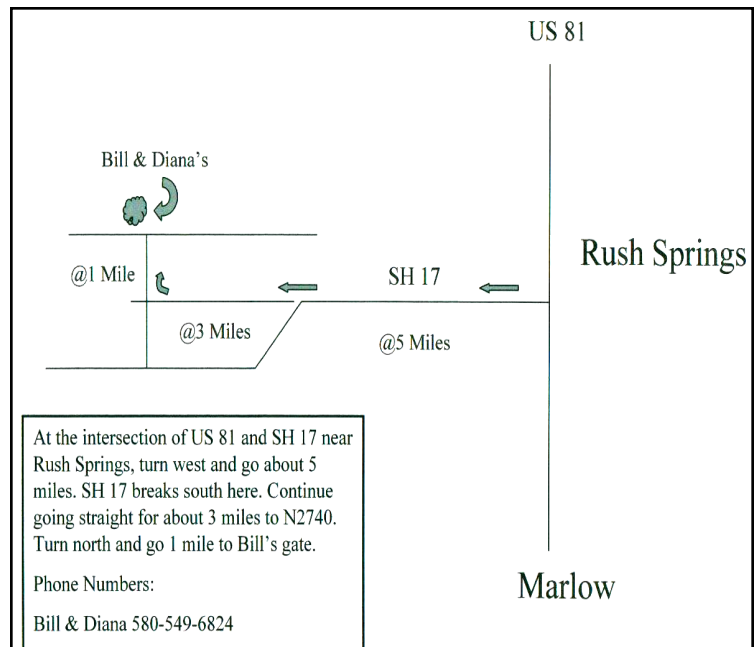 US 81
Bill & Diana's
Rush Springs
@1 Mile
SH 17
@3 Miles
@5 Miles
At the intersection of US 81 and SH 17 near
Rush Springs, turn west and go about 5
miles. SH 17 breaks south here. Continue
going straight for about 3 miles to N2740.
Turn north and go 1 mile to Bill's gate.
Phone Numbers:
Bill & Diana 580-549-6824
Marlow